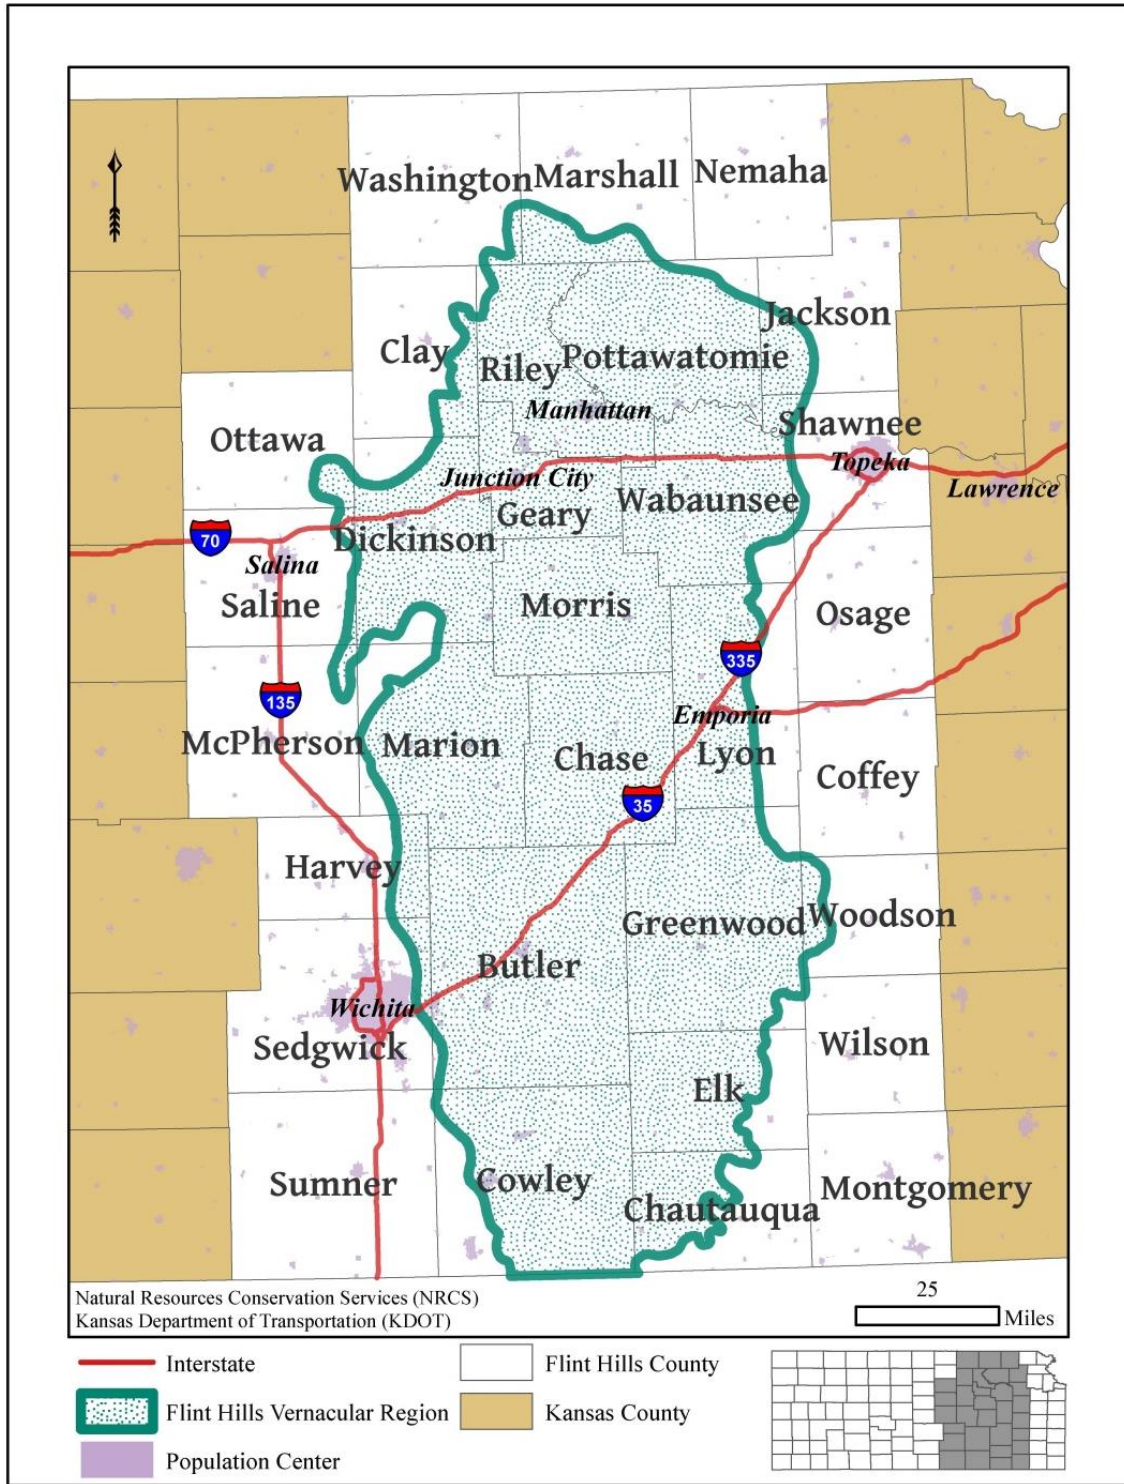 Washington Marshall Nemaha
Jackson
Clay Riley Pottawatomie
Manhattan
Shawnee
Ottawa
Topeka
Junction City
Lawrence
Wabaunsee
Geary
70
Dickinson
Salina
Saline
Morris
Osage
335
135
Emporia
McPherson Marion Chase Lyon
Coffey
35
Harvey
Greenwood Woodson
Butler
Wichita
Sedgwick
Wilson
Elk
Sumner
Cowley
Montgomery
Chautauqua
Natural Resources Conservation Services (NRCS)
Kansas Department of Transportation (KDOT)
25
Miles
Interstate
Flint Hills County
Flint Hills Vernacular Region
Kansas County
Population Center